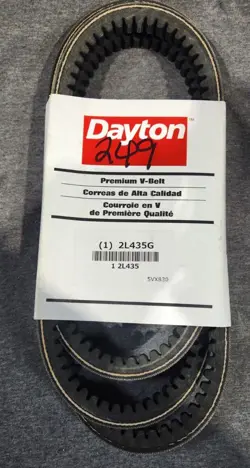 Dayton
249
Premium V-Belt
Correas de Alta Calidad
Courroie en V
de Première Qualité
(1) 2L435G
1 2L435
5VX830